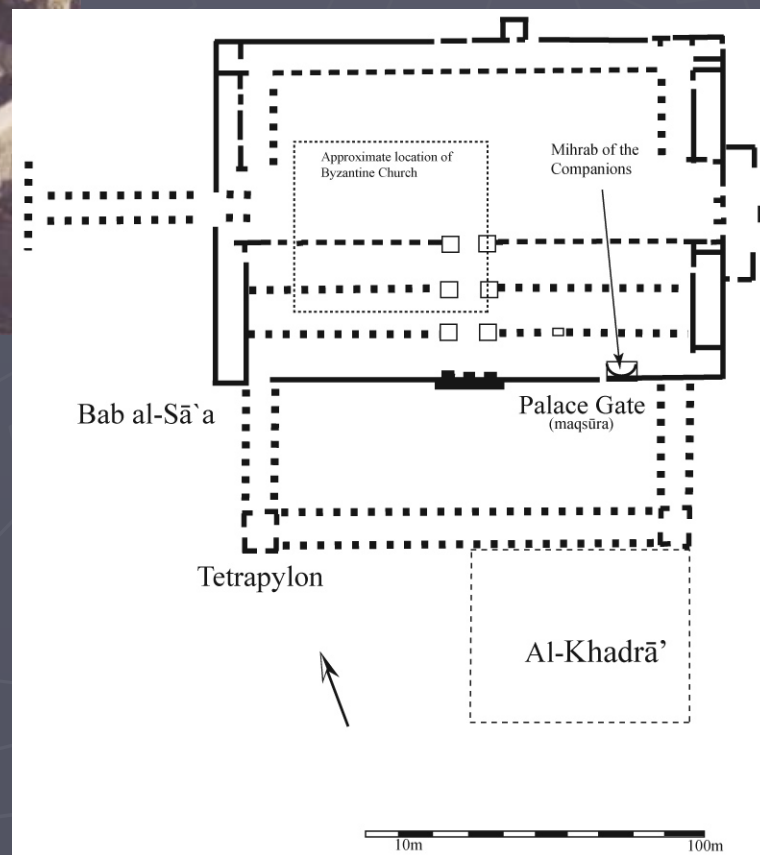 Approximate location of
Byzantine Church
Mihrab of the
Companions
Bab al-Sā`a
Palace Gate
(maqsūra)
Tetrapylon
Al-Khadrā’
10m
100m